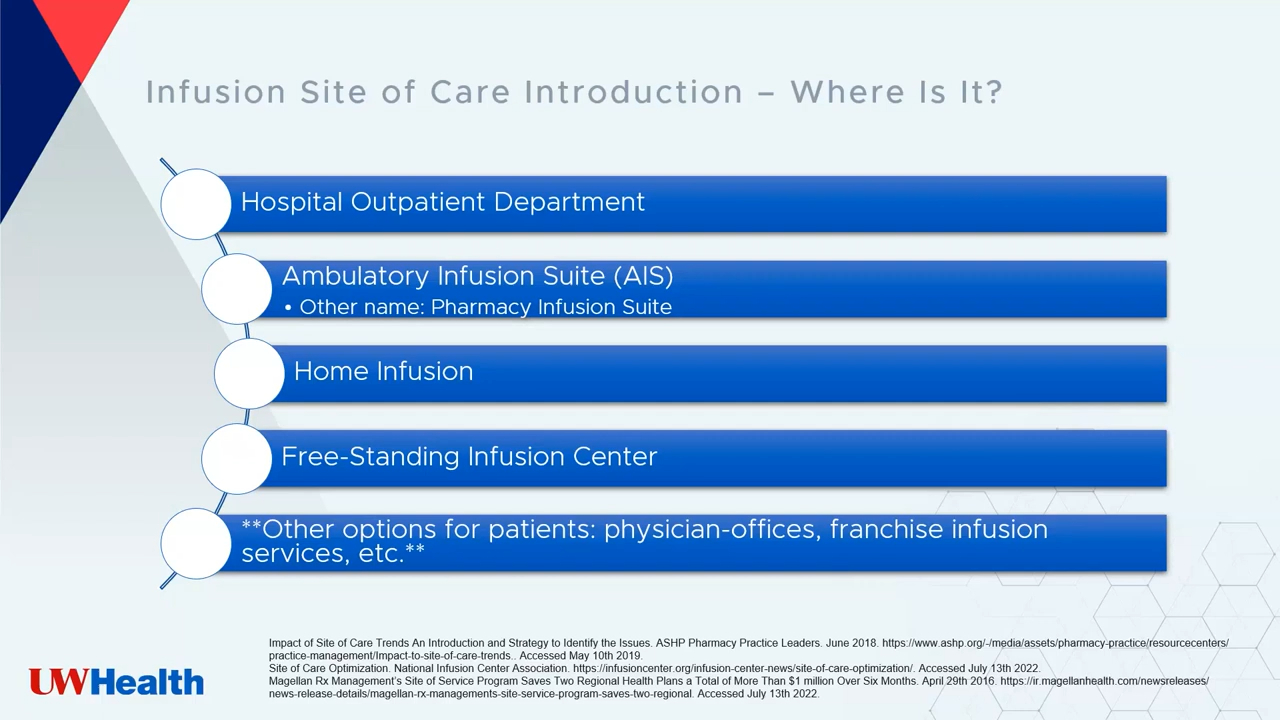 Infusion Site of Care Introduction – Where Is It?
Hospital Outpatient Department
Ambulatory Infusion Suite (AIS)
• Other name: Pharmacy Infusion Suite
Home Infusion
Free-Standing Infusion Center
**Other options for patients: physician-offices, franchise infusion
services, etc.**
Impact of Site of Care Trends An Introduction and Strategy to Identify the Issues. ASHP Pharmacy Practice Leaders. June 2018. https://www.ashp.org/-/media/assets/pharmacy-practice/resourcecenters/
practice-management/Impact-to-site-of-care-trends.. Accessed May 10th 2019.
Site of Care Optimization. National Infusion Center Association. https://infusioncenter.org/infusion-center-news/site-of-care-optimization/. Accessed July 13th 2022.
Magellan Rx Management's Site of Service Program Saves Two Regional Health Plans a Total of More Than $1 million Over Six Months. April 29th 2016. https://ir.magellanhealth.com/newsreleases/
news-release-details/magellan-rx-managements-site-service-program-saves-two-regional. Accessed July 13th 2022.
UWHealth